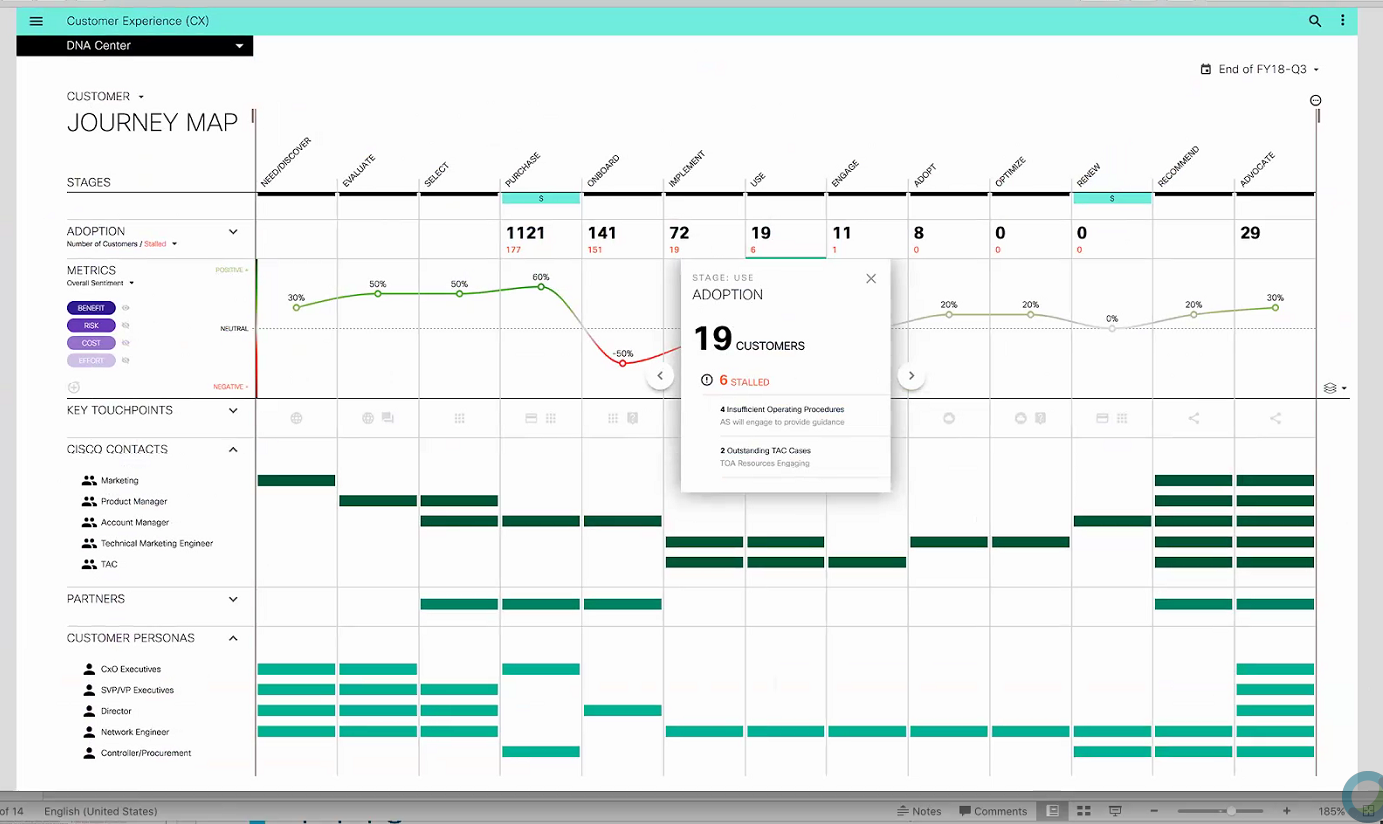 Customer Experience (CX)
DNA Center
End of FY18-Q3
CUSTOMER
JOURNEY MAP
STAGES
NEED/DISCOVER
EVALUATE
SELECT
PURCHASE
ONBOARD
IMPLEMENT
USE
ENGAGE
ADOPT
OPTIMIZE
RENEW
RECOMMEND
ADVOCATE
S
S
ADOPTION
Number of Customers / Stalled
1121 141 72 19 11 8 0 0 29
177 151 19 6 1 0 0 0
METRICS
Overall Sentiment
POSITIVE +
BENEFIT
RISK
COST
EFFORT
NEUTRAL
NEGATIVE -
30% 50% 50% 60% -50% 20% 20% 0% 20% 30%
STAGE: USE
ADOPTION
19 CUSTOMERS
6 STALLED
4 Insufficient Operating Procedures
AS will engage to provide guidance
2 Outstanding TAC Cases
TOA Resources Engaging
KEY TOUCHPOINTS
CISCO CONTACTS
Marketing
Product Manager
Account Manager
Technical Marketing Engineer
TAC
PARTNERS
CUSTOMER PERSONAS
CxO Executives
SVP/VP Executives
Director
Network Engineer
Controller/Procurement
of 14 English (United States) Notes Comments 185%